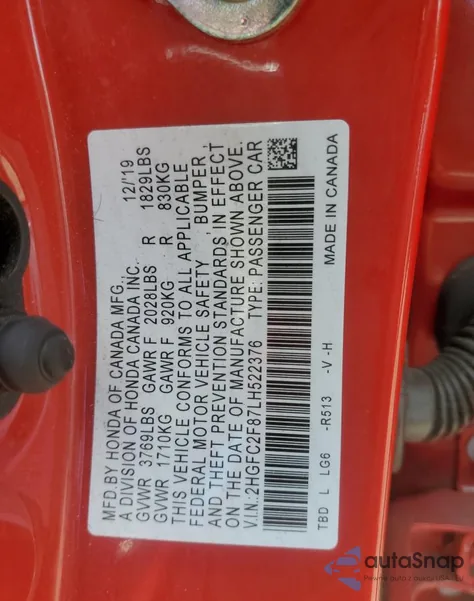 MFD BY HONDA OF CANADA MFG., 12/19
A DIVISION OF HONDA CANADA INC.
GVWR 3769LBS GAWR F 2028LBS R 1829LBS
GVWR 1710KG GAWR F 920KG R 830KG
THIS VEHICLE CONFORMS TO ALL APPLICABLE
FEDERAL MOTOR VEHICLE SAFETY, BUMPER,
AND THEFT PREVENTION STANDARDS IN EFFECT
ON THE DATE OF MANUFACTURE SHOWN ABOVE.
V.I.N.:2HGFC2F87LH522376 TYPE: PASSENGER CAR
TBD L LG6 -R513 -V -H MADE IN CANADA
autaSnap